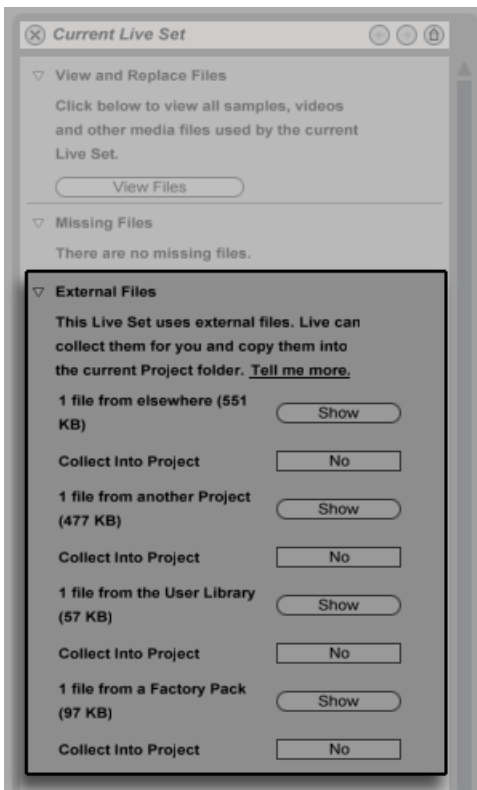 Current Live Set
View and Replace Files
Click below to view all samples, videos
and other media files used by the current
Live Set.
View Files
Missing Files
There are no missing files.
External Files
This Live Set uses external files. Live can
collect them for you and copy them into
the current Project folder. Tell me more.
1 file from elsewhere (551
KB)
Show
Collect Into Project
No
1 file from another Project
(477 KB)
Show
Collect Into Project
No
1 file from the User Library
(57 KB)
Show
Collect Into Project
No
1 file from a Factory Pack
(97 KB)
Show
Collect Into Project
No